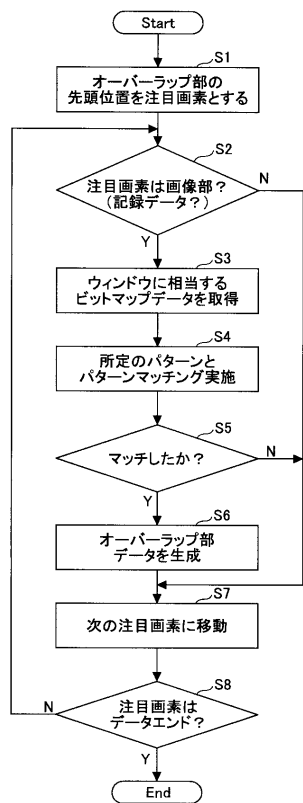 Start
S1
オーバーラップ部の
先頭位置を注目画素とする
S2
注目画素は画像部?
(記録データ?)
N
Y
S3
ウィンドウに相当する
ビットマップデータを取得
S4
所定のパターンと
パターンマッチング実施
S5
マッチしたか?
N
Y
S6
オーバーラップ部
データを生成
S7
次の注目画素に移動
S8
注目画素は
データエンド?
N
Y
End